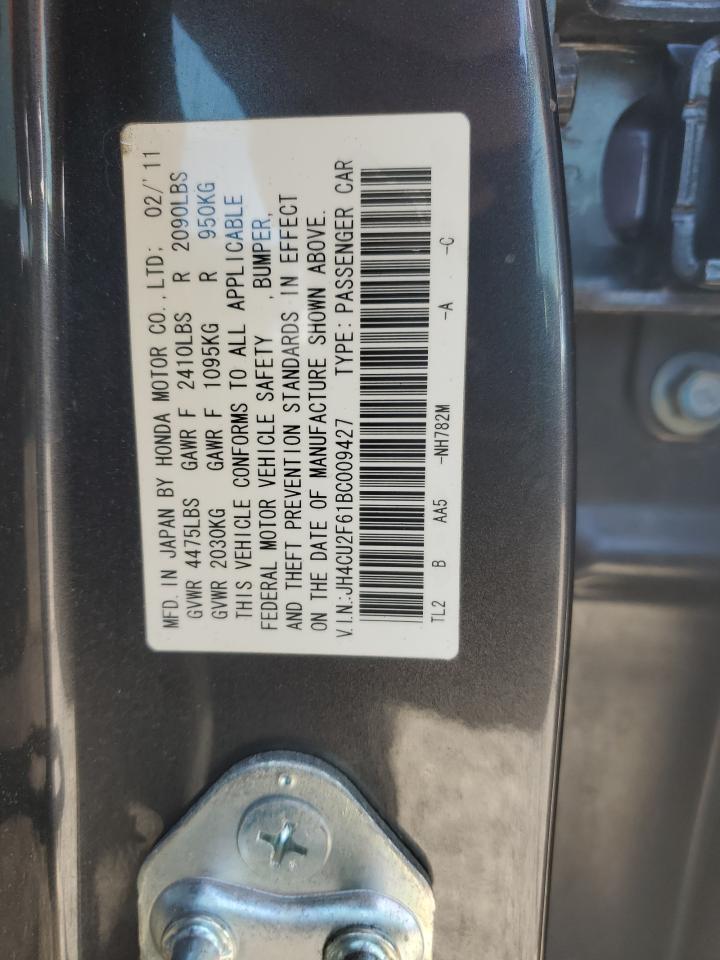 MFD. IN JAPAN BY HONDA MOTOR CO.,LTD; 02/'11
GVWR 4475LBS GAWR F 2410LBS R 2090LBS
GVWR 2030KG GAWR F 1095KG R 950KG
THIS VEHICLE CONFORMS TO ALL APPLICABLE
FEDERAL MOTOR VEHICLE SAFETY ,BUMPER,
AND THEFT PREVENTION STANDARDS IN EFFECT
ON THE DATE OF MANUFACTURE SHOWN ABOVE.
V.I.N.:JH4CU2F61BC009427 TYPE: PASSENGER CAR
TL2 B AA5 -NH782M -A -C